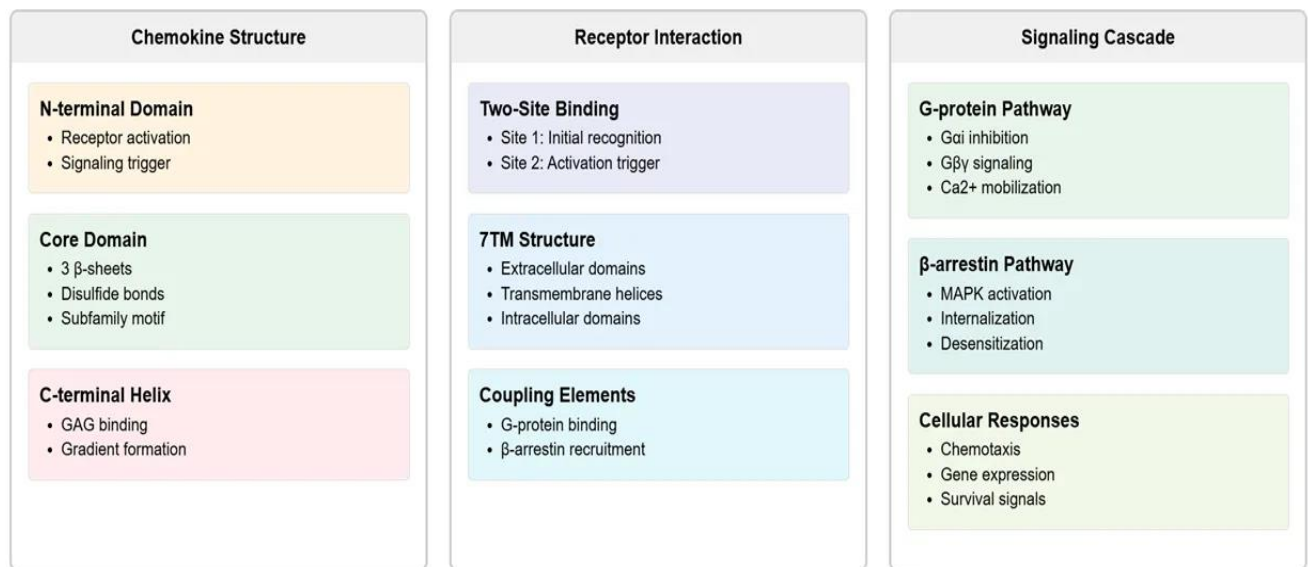 Chemokine Structure
N-terminal Domain
• Receptor activation
• Signaling trigger
Core Domain
• 3 β-sheets
• Disulfide bonds
• Subfamily motif
C-terminal Helix
• GAG binding
• Gradient formation
Receptor Interaction
Two-Site Binding
• Site 1: Initial recognition
• Site 2: Activation trigger
7TM Structure
• Extracellular domains
• Transmembrane helices
• Intracellular domains
Coupling Elements
• G-protein binding
• β-arrestin recruitment
Signaling Cascade
G-protein Pathway
• Gαi inhibition
• Gβγ signaling
• Ca2+ mobilization
β-arrestin Pathway
• MAPK activation
• Internalization
• Desensitization
Cellular Responses
• Chemotaxis
• Gene expression
• Survival signals